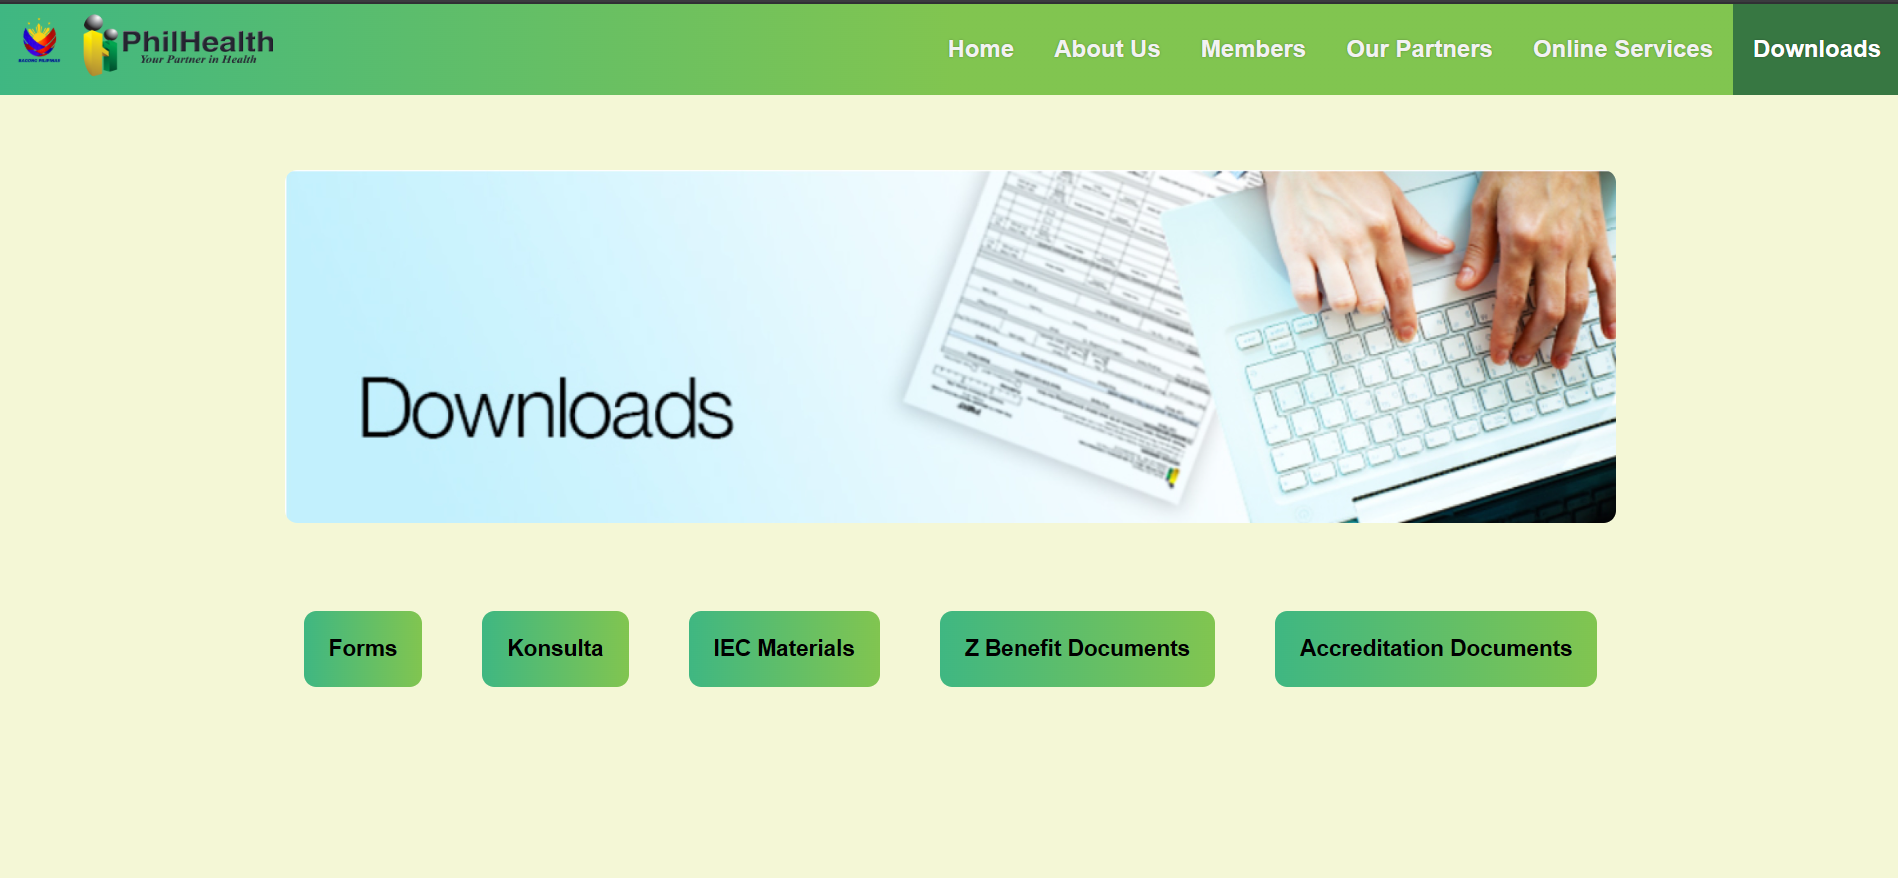 BAGONG PILIPINAS
PhilHealth
Your Partner in Health
Home
About Us
Members
Our Partners
Online Services
Downloads
Downloads
Forms
Konsulta
IEC Materials
Z Benefit Documents
Accreditation Documents